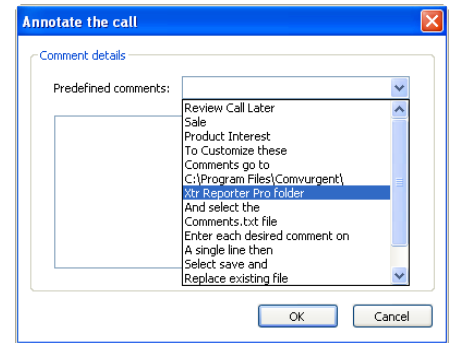 Annotate the call
Comment details
Predefined comments:
Review Call Later
Sale
Product Interest
To Customize these
Comments go to
C:\Program Files\Comvurgent\
Xtr Reporter Pro folder
And select the
Comments.txt file
Enter each desired comment on
A single line then
Select save and
Replace existing file
OK Cancel